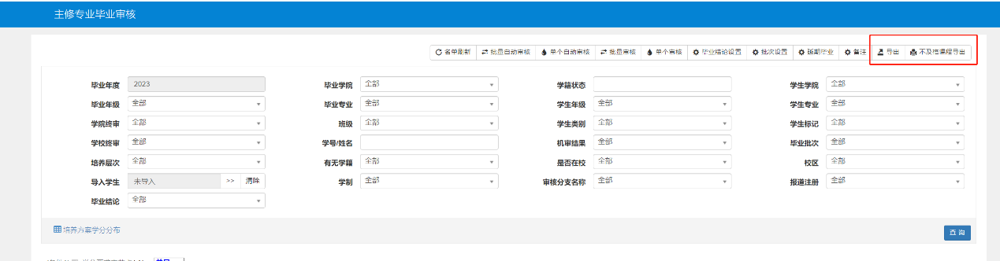 主修专业毕业审核
名单刷新 批量自动审核 单个自动审核 批量审核 单个审核 毕业结论设置 批次设置 延期毕业 备注 导出 不及格课程导出
毕业年度 2023 毕业学院 全部 学籍状态 学生学院 全部
毕业年级 全部 毕业专业 全部 学生年级 全部 学生专业 全部
学院终审 全部 班级 全部 学生类别 全部 学生标记 全部
学校终审 全部 学号/姓名 机审结果 全部 毕业批次 全部
培养层次 全部 有无学籍 全部 是否在校 全部 校区 全部
导入学生 未导入 >> 清除 学制 全部 审核分支名称 全部 报道注册 全部
毕业结论 全部
培养方案学分分布
查 询